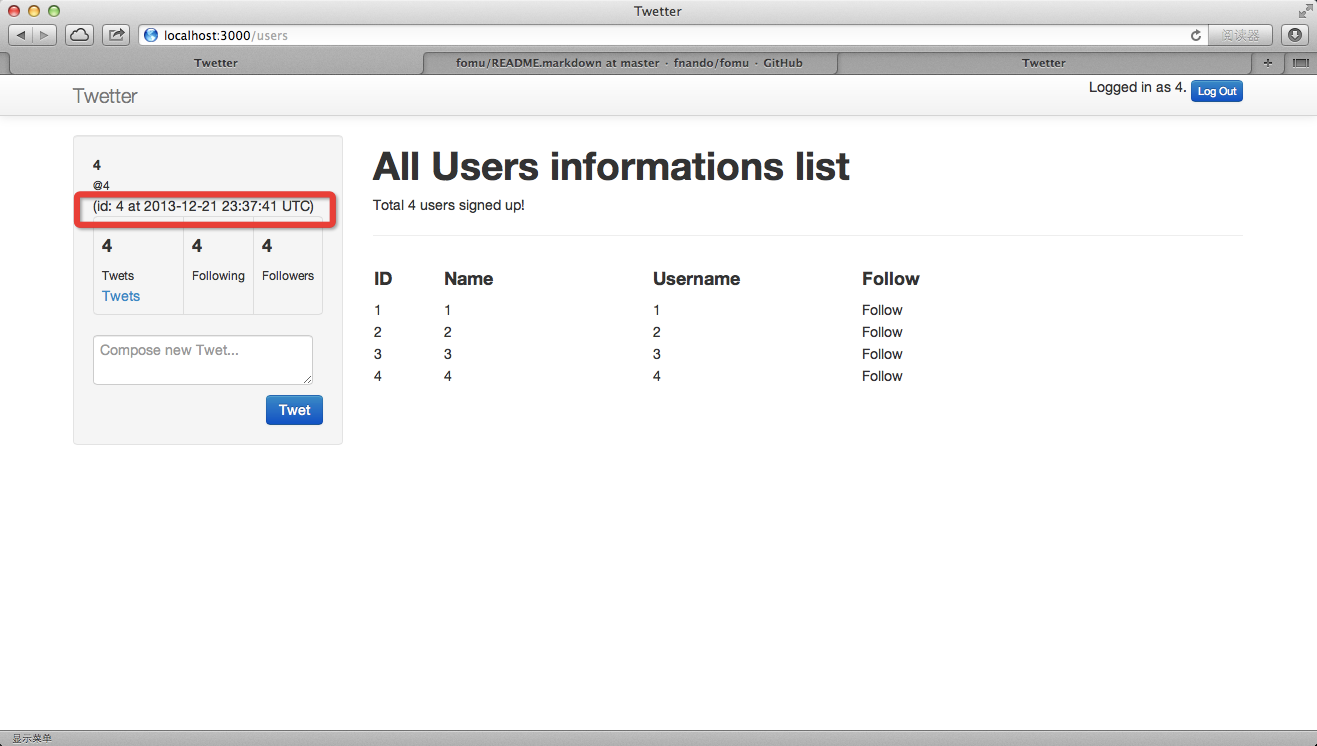 Twetter
localhost:3000/users
阅读器
Twetter
fomu/README.markdown at master · fnando/fomu · GitHub
Twetter
Twetter
Logged in as 4. Log Out
4
@4
(id: 4 at 2013-12-21 23:37:41 UTC)
4 4 4
Twets Following Followers
Twets
Compose new Twet...
Twet
All Users informations list
Total 4 users signed up!
ID Name Username Follow
1 1 1 Follow
2 2 2 Follow
3 3 3 Follow
4 4 4 Follow
显示菜单